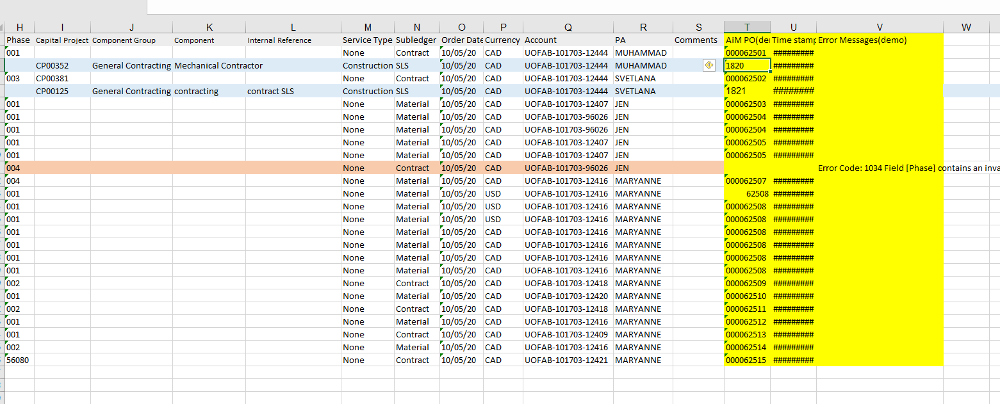 H I J K L M N O P Q R S T U V W
Phase Capital Project Component Group Component Internal Reference Service Type Subledger Order Date Currency Account PA Comments AiM PO(de Time stamp Error Messages(demo)
001 None Contract 10/05/20 CAD UOFAB-101703-12444 MUHAMMAD 000062501 #########
CP00352 General Contracting Mechanical Contractor Construction SLS 10/05/20 CAD UOFAB-101703-12444 MUHAMMAD 1820 #########
003 CP00381 None Contract 10/05/20 CAD UOFAB-101703-12444 SVETLANA 000062502 #########
CP00125 General Contracting contracting contract SLS Construction SLS 10/05/20 CAD UOFAB-101703-12444 SVETLANA 1821 ########
001 None Material 10/05/20 CAD UOFAB-101703-12407 JEN 000062503 #########
001 None Material 10/05/20 CAD UOFAB-101703-96026 JEN 000062504 #########
001 None Material 10/05/20 CAD UOFAB-101703-96026 JEN 000062504 #########
001 None Material 10/05/20 CAD UOFAB-101703-12407 JEN 000062505 #########
001 None Material 10/05/20 CAD UOFAB-101703-12407 JEN 000062505 #########
004 None Contract 10/05/20 CAD UOFAB-101703-96026 JEN Error Code: 1034 Field [Phase] contains an inva
004 None Material 10/05/20 CAD UOFAB-101703-12416 MARYANNE 000062507 #########
001 None Material 10/05/20 USD UOFAB-101703-12416 MARYANNE 62508 #########
001 None Material 10/05/20 USD UOFAB-101703-12416 MARYANNE 000062508 #########
001 None Material 10/05/20 USD UOFAB-101703-12416 MARYANNE 000062508 #########
001 None Material 10/05/20 CAD UOFAB-101703-12416 MARYANNE 000062508 #########
001 None Material 10/05/20 CAD UOFAB-101703-12416 MARYANNE 000062508 #########
001 None Material 10/05/20 CAD UOFAB-101703-12416 MARYANNE 000062508 #########
001 None Material 10/05/20 CAD UOFAB-101703-12416 MARYANNE 000062508 #########
002 None Contract 10/05/20 CAD UOFAB-101703-12418 MARYANNE 000062509 #########
001 None Material 10/05/20 CAD UOFAB-101703-12420 MARYANNE 000062510 #########
002 None Contract 10/05/20 CAD UOFAB-101703-12418 MARYANNE 000062511 #########
001 None Material 10/05/20 CAD UOFAB-101703-12416 MARYANNE 000062512 #########
001 None Contract 10/05/20 CAD UOFAB-101703-12409 MARYANNE 000062513 #########
002 None Material 10/05/20 CAD UOFAB-101703-12416 MARYANNE 000062514 #########
56080 None Contract 10/05/20 CAD UOFAB-101703-12421 MARYANNE 000062515 #########